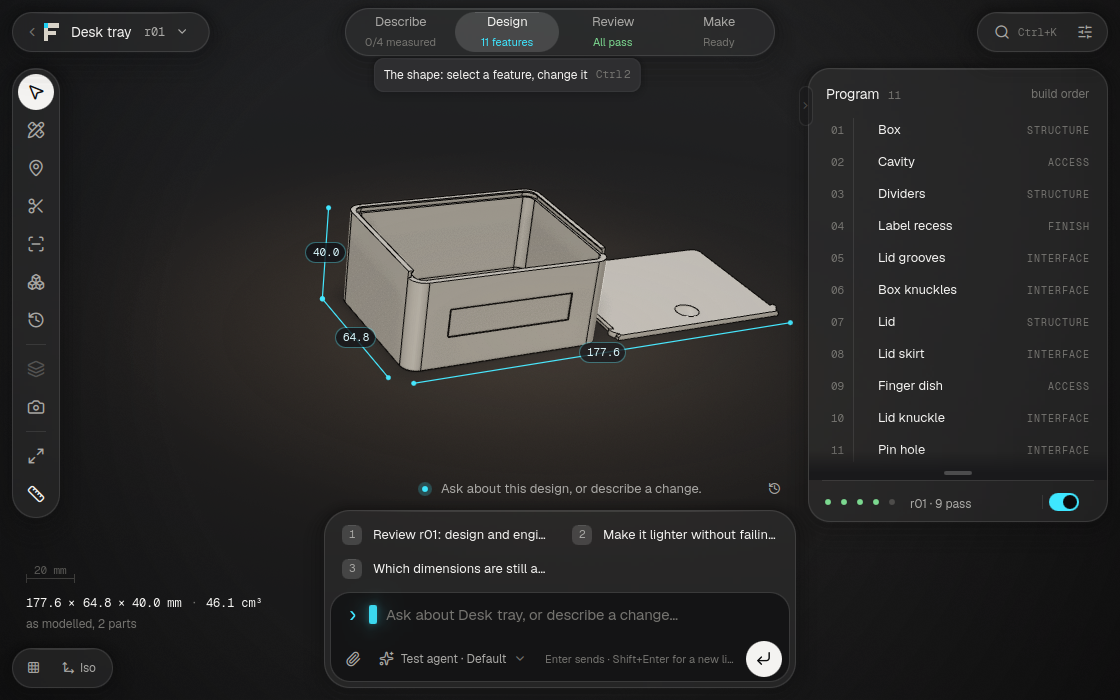 Desk tray r01
Describe
0/4 measured
Design
11 features
Review
All pass
Make
Ready
Ctrl+K
The shape: select a feature, change it Ctrl 2
Program 11 build order
01 Box STRUCTURE
02 Cavity ACCESS
03 Dividers STRUCTURE
04 Label recess FINISH
05 Lid grooves INTERFACE
06 Box knuckles INTERFACE
07 Lid STRUCTURE
08 Lid skirt INTERFACE
09 Finger dish ACCESS
10 Lid knuckle INTERFACE
11 Pin hole INTERFACE
r01 · 9 pass
40.0
64.8
177.6
Ask about this design, or describe a change.
1 Review r01: design and engi…
2 Make it lighter without failin…
3 Which dimensions are still a…
Ask about Desk tray, or describe a change…
Test agent · Default
Enter sends · Shift+Enter for a new li…
20 mm
177.6 × 64.8 × 40.0 mm · 46.1 cm³
as modelled, 2 parts
Iso